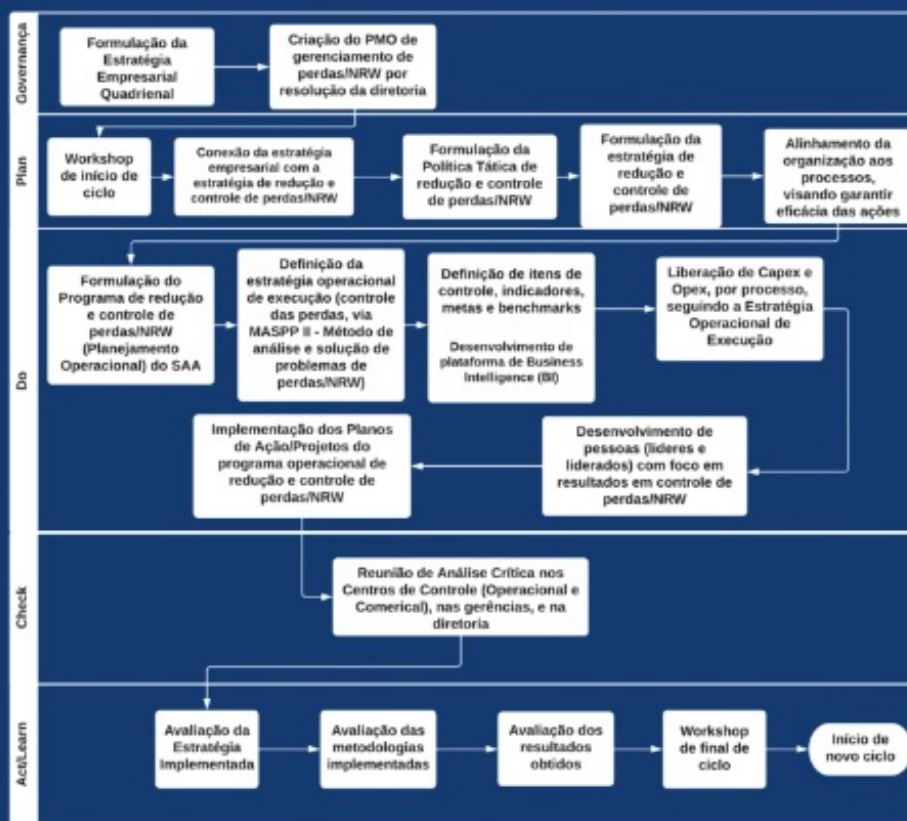 Governança
Formulação da
Estratégia
Empresarial
Quadrienal
Criação do PMO de
gerenciamento de
perdas/NRW por
resolução da diretoria
Plan
Workshop
de início de
ciclo
Conexão da estratégia
empresarial com a
estratégia de redução e
controle de perdas/NRW
Formulação da
Política Tática de
redução e controle
de perdas/NRW
Formulação da
estratégia de
redução e
controle de
perdas/NRW
Alinhamento da
organização aos
processos,
visando garantir
eficácia das ações
Do
Formulação do
Programa de redução
e controle de
perdas/NRW
(Planejamento
Operacional) do SAA
Definição da
estratégia operacional
de execução (controle
das perdas, via
MASPP II - Método de
análise e solução de
problemas de
perdas/NRW)
Definição de itens de
controle, indicadores,
metas e benchmarks
Desenvolvimento de
plataforma de Business
Intelligence (BI)
Liberação de Capex e
Opex, por processo,
seguindo a Estratégia
Operacional de
Execução
Desenvolvimento de
pessoas (líderes e
liderados) com foco em
resultados em controle de
perdas/NRW
Implementação dos Planos
de Ação/Projetos do
programa operacional de
redução e controle de
perdas/NRW
Check
Reunião de Análise Crítica nos
Centros de Controle (Operacional e
Comerical), nas gerências, e na
diretoria
Act/Learn
Avaliação da
Estratégia
Implementada
Avaliação das
metodologias
implementadas
Avaliação dos
resultados
obtidos
Workshop
de final de
ciclo
Início de
novo ciclo